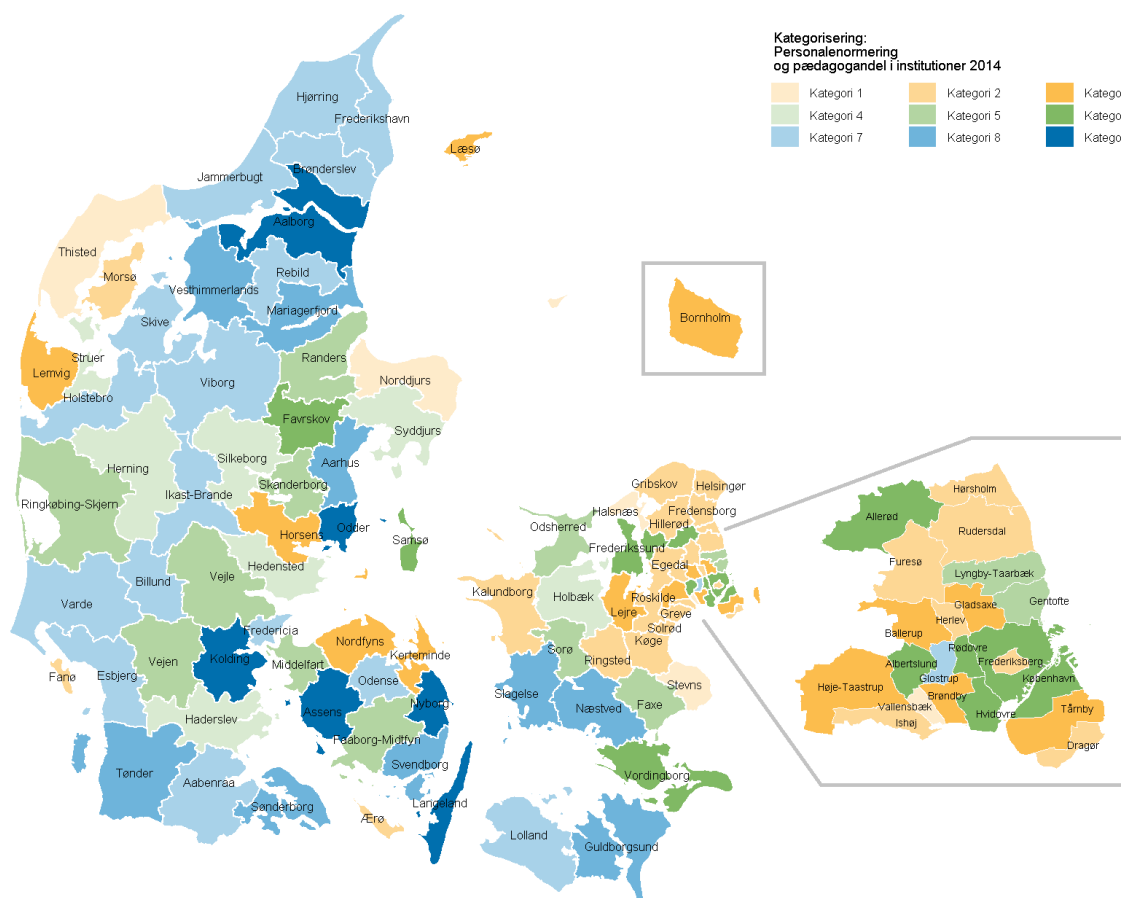 Kategorisering:
Personalenormering
og pædagogandel i institutioner 2014
Kategori 1
Kategori 2
Katego
Kategori 4
Kategori 5
Katego
Kategori 7
Kategori 8
Katego
Hjørring
Frederikshavn
Læsø
Brønderslev
Jammerbugt
Aalborg
Thisted
Morsø
Rebild
Vesthimmerlands
Mariagerfjord
Skive
Bornholm
Struer
Randers
Lemvig
Norddjurs
Viborg
Holstebro
Favrskov
Syddjurs
Silkeborg
Aarhus
Herning
Skanderborg
Ikast-Brande
Ringkøbing-Skjern
Horsens
Odder
Samsø
Hedensted
Billund
Vejle
Varde
Fredericia
Nordfyns
Kerteminde
Vejen
Kolding
Middelfart
Fanø
Esbjerg
Odense
Assens
Nyborg
Haderslev
Faaborg-Midtfyn
Svendborg
Tønder
Aabenraa
Sønderborg
Langeland
Ærø
Gribskov
Helsingør
Halsnæs
Fredensborg
Hillerød
Odsherred
Frederikssund
Egedal
Kalundborg
Holbæk
Roskilde
Lejre
Greve
Solrød
Køge
Sorø
Ringsted
Stevns
Slagelse
Næstved
Faxe
Vordingborg
Lolland
Guldborgsund
Hørsholm
Allerød
Rudersdal
Furesø
Lyngby-Taarbæk
Gentofte
Gladsaxe
Herlev
Ballerup
Rødovre
Albertslund
Frederiksberg
Glostrup
København
Høje-Taastrup
Brøndby
Vallensbæk
Tårnby
Ishøj
Hvidovre
Dragør